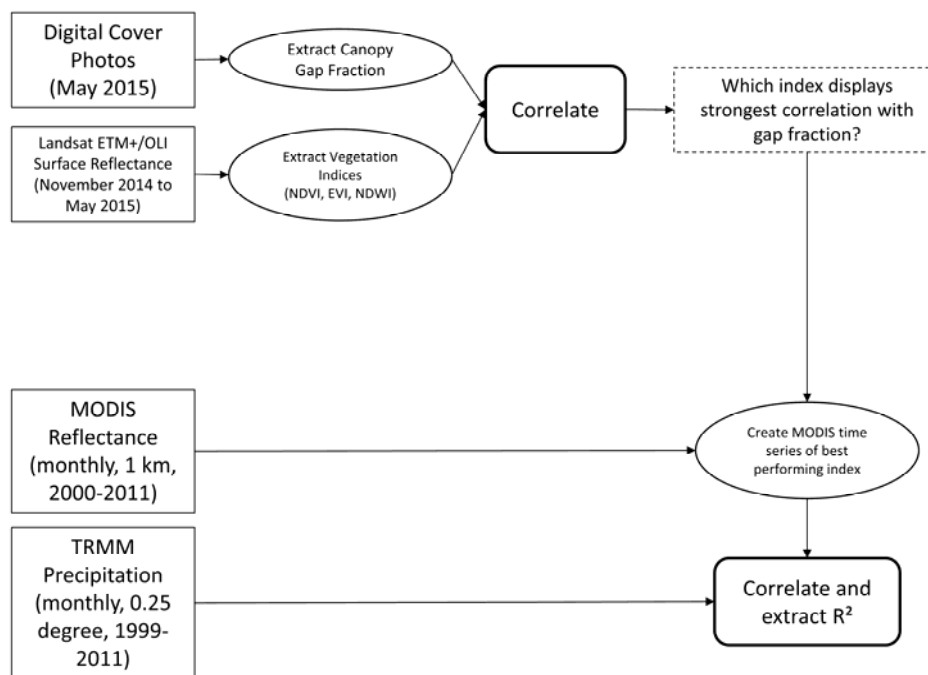 Digital Cover
Photos
(May 2015)
Extract Canopy
Gap Fraction
Landsat ETM+/OLI
Surface Reflectance
(November 2014 to
May 2015)
Extract Vegetation
Indices
(NDVI, EVI, NDWI)
Correlate
Which index displays
strongest correlation with
gap fraction?
MODIS
Reflectance
(monthly, 1 km,
2000-2011)
Create MODIS time
series of best
performing index
TRMM
Precipitation
(monthly, 0.25
degree, 1999-
2011)
Correlate and
extract R²